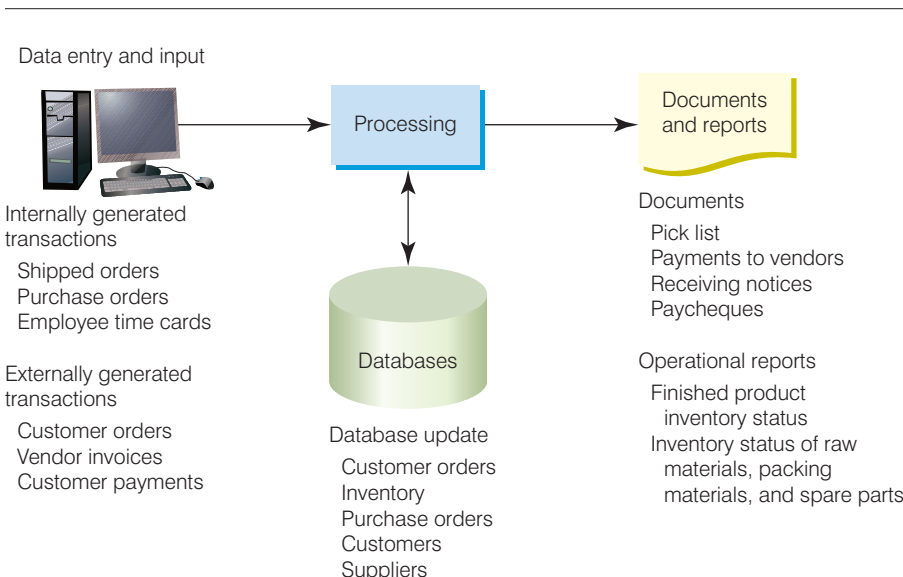 Data entry and input
Processing
Documents
and reports
Internally generated
transactions
Shipped orders
Purchase orders
Employee time cards
Externally generated
transactions
Customer orders
Vendor invoices
Customer payments
Databases
Database update
Customer orders
Inventory
Purchase orders
Customers
Suppliers
Documents
Pick list
Payments to vendors
Receiving notices
Paycheques
Operational reports
Finished product
inventory status
Inventory status of raw
materials, packing
materials, and spare parts